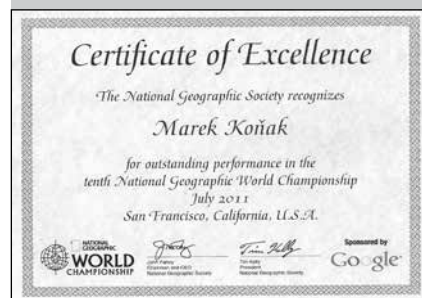 Certificate of Excellence
The National Geographic Society recognizes
Marek Koňak
for outstanding performance in the
tenth National Geographic World Championship
July 2011
San Francisco, California, U.S.A.
NATIONAL
GEOGRAPHIC
WORLD
CHAMPIONSHIP
John Fahey
Chairman and CEO
National Geographic Society
Tim Kelly
President
National Geographic Society
Sponsored by
Google